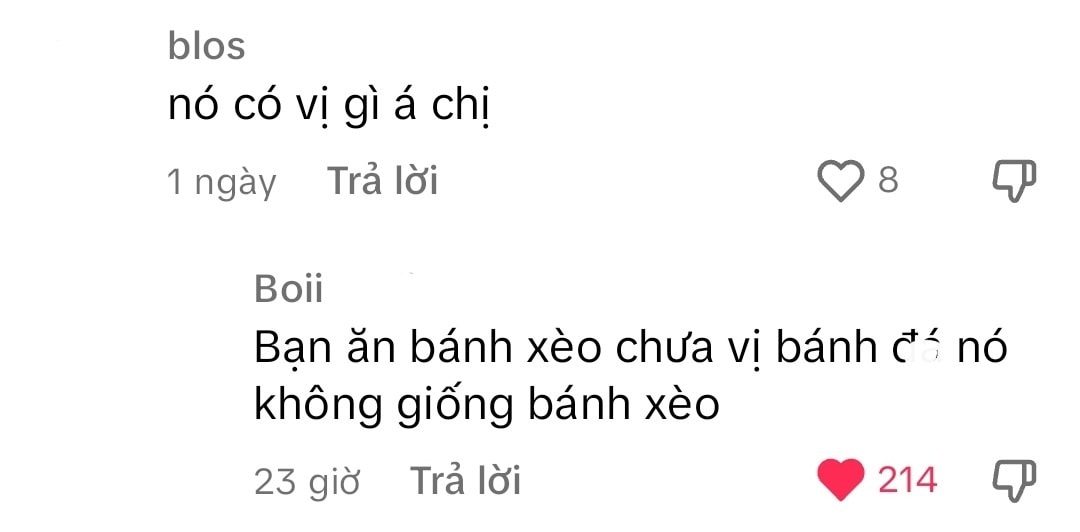 blos
nó có vị gì á chị
1 ngày Trả lời 8
Boii
Bạn ăn bánh xèo chưa vị bánh nó
không giống bánh xèo
23 giờ Trả lời 214